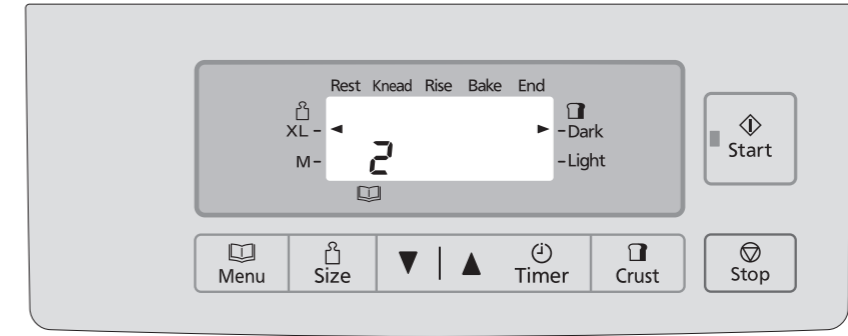 Rest Knead Rise Bake End
XL - - Dark
M - 2 - Light
Start
Menu Size Timer Crust Stop